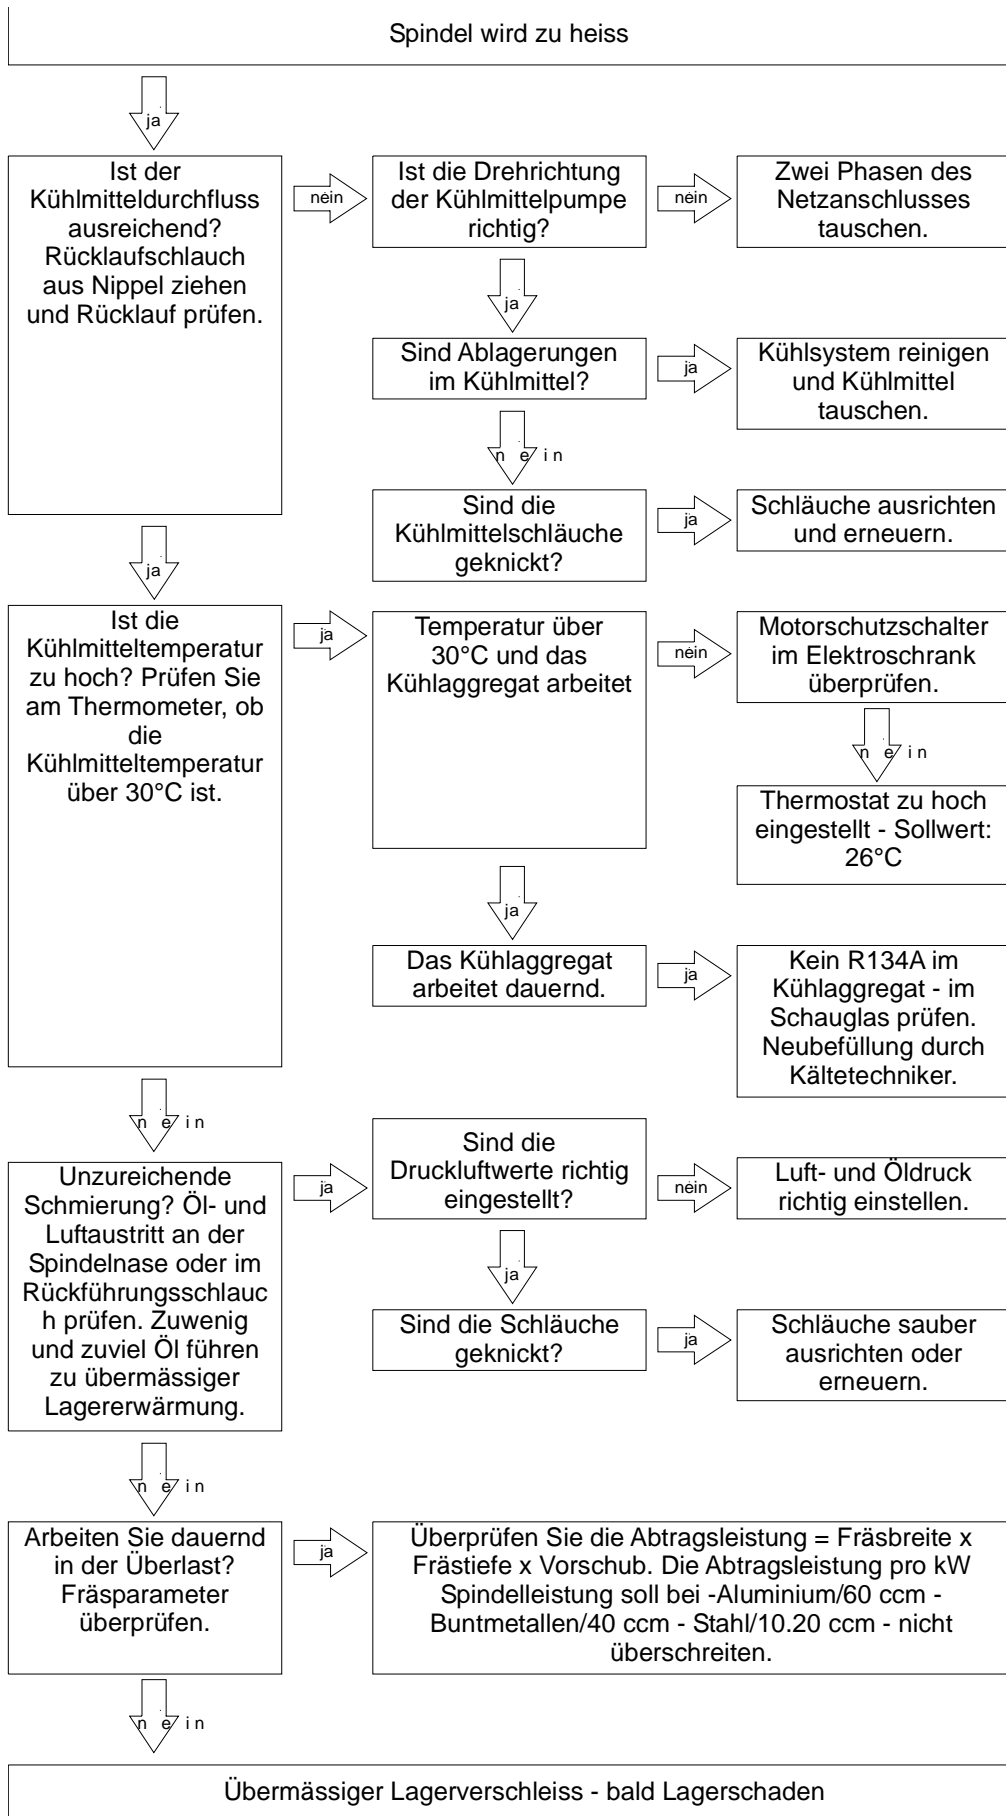 Spindel wird zu heiss
ja
Ist der
Kühlmitteldurchfluss
ausreichend?
Rücklaufschlauch
aus Nippel ziehen
und Rücklauf prüfen.
nein
Ist die Drehrichtung
der Kühlmittelpumpe
richtig?
nein
Zwei Phasen des
Netzanschlusses
tauschen.
ja
Sind Ablagerungen
im Kühlmittel?
ja
Kühlsystem reinigen
und Kühlmittel
tauschen.
nein
Sind die
Kühlmittelschläuche
geknickt?
ja
Schläuche ausrichten
und erneuern.
ja
Ist die
Kühlmitteltemperatur
zu hoch? Prüfen Sie
am Thermometer, ob
die
Kühlmitteltemperatur
über 30°C ist.
ja
Temperatur über
30°C und das
Kühlaggregat arbeitet
nein
Motorschutzschalter
im Elektroschrank
überprüfen.
nein
Thermostat zu hoch
eingestellt - Sollwert:
26°C
ja
Das Kühlaggregat
arbeitet dauernd.
ja
Kein R134A im
Kühlaggregat - im
Schauglas prüfen.
Neubefüllung durch
Kältetechniker.
nein
Unzureichende
Schmierung? Öl- und
Luftaustritt an der
Spindelnase oder im
Rückführungsschlauc
h prüfen. Zuwenig
und zuviel Öl führen
zu übermässiger
Lagererwärmung.
ja
Sind die
Druckluftwerte richtig
eingestellt?
nein
Luft- und Öldruck
richtig einstellen.
ja
Sind die Schläuche
geknickt?
ja
Schläuche sauber
ausrichten oder
erneuern.
nein
Arbeiten Sie dauernd
in der Überlast?
Fräsparameter
überprüfen.
ja
Überprüfen Sie die Abtragsleistung = Fräsbreite x
Frästiefe x Vorschub. Die Abtragsleistung pro kW
Spindelleistung soll bei -Aluminium/60 ccm -
Buntmetallen/40 ccm - Stahl/10.20 ccm - nicht
überschreiten.
nein
Übermässiger Lagerverschleiss - bald Lagerschaden